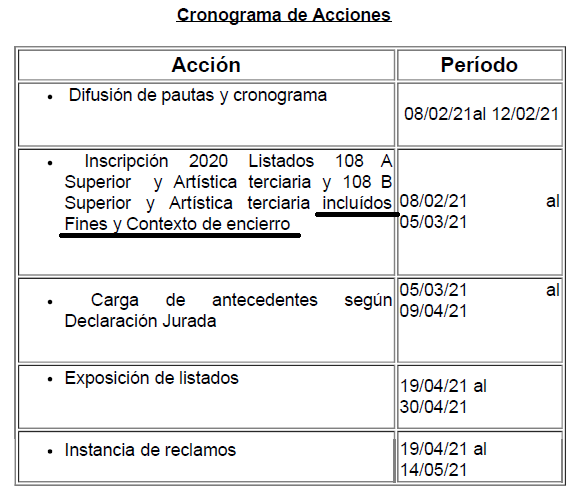 Cronograma de Acciones
Acción
Período
• Difusión de pautas y cronograma
08/02/21al 12/02/21
• Inscripción 2020 Listados 108 A
Superior y Artística terciaria y 108 B
Superior y Artística terciaria incluídos
Fines y Contexto de encierro
08/02/21 al
05/03/21
• Carga de antecedentes según
Declaración Jurada
05/03/21 al
09/04/21
• Exposición de listados
19/04/21 al
30/04/21
• Instancia de reclamos
19/04/21 al
14/05/21